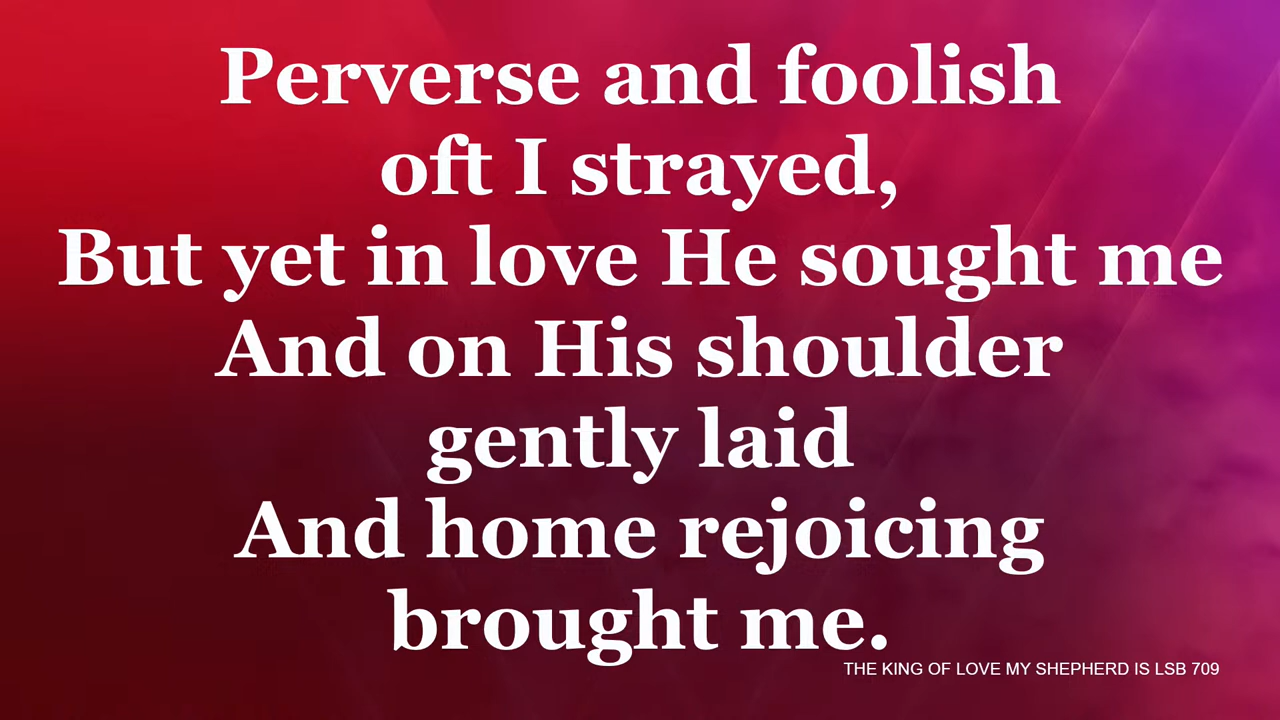 Perverse and foolish
oft I strayed,
But yet in love He sought me
And on His shoulder
gently laid
And home rejoicing
brought me.
THE KING OF LOVE MY SHEPHERD IS LSB 709